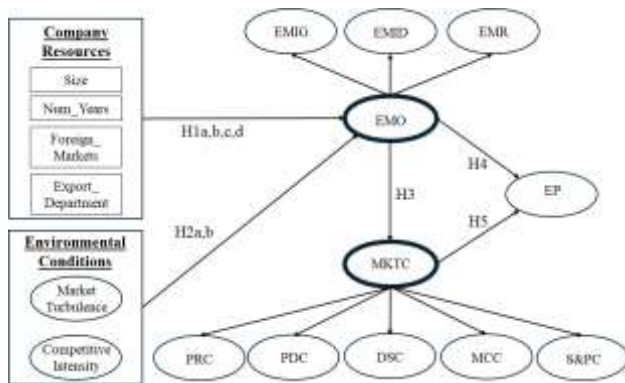 Company
Resources
Size
Num_Years
Foreign_
Markets
Export_
Department
Environmental
Conditions
Market
Turbulence
Competitive
Intensity
H1a,b,c,d
H2a,b
EMIG
EMID
EMR
EMO
H3
H4
H5
EP
MKTC
PRC
PDC
DSC
MCC
S&PC